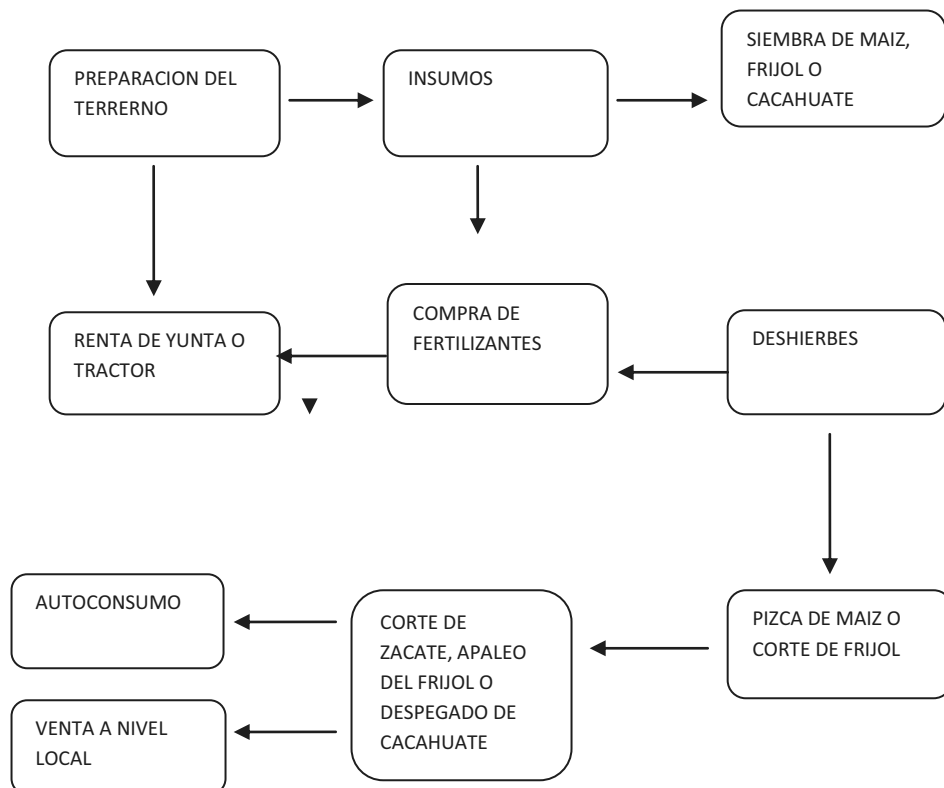 PREPARACION DEL
TERRERNO
INSUMOS
SIEMBRA DE MAIZ,
FRIJOL O
CACAHUATE
RENTA DE YUNTA O
TRACTOR
COMPRA DE
FERTILIZANTES
DESHIERBES
AUTOCONSUMO
VENTA A NIVEL
LOCAL
CORTE DE
ZACATE, APALEO
DEL FRIJOL O
DESPEGADO DE
CACAHUATE
PIZCA DE MAIZ O
CORTE DE FRIJOL